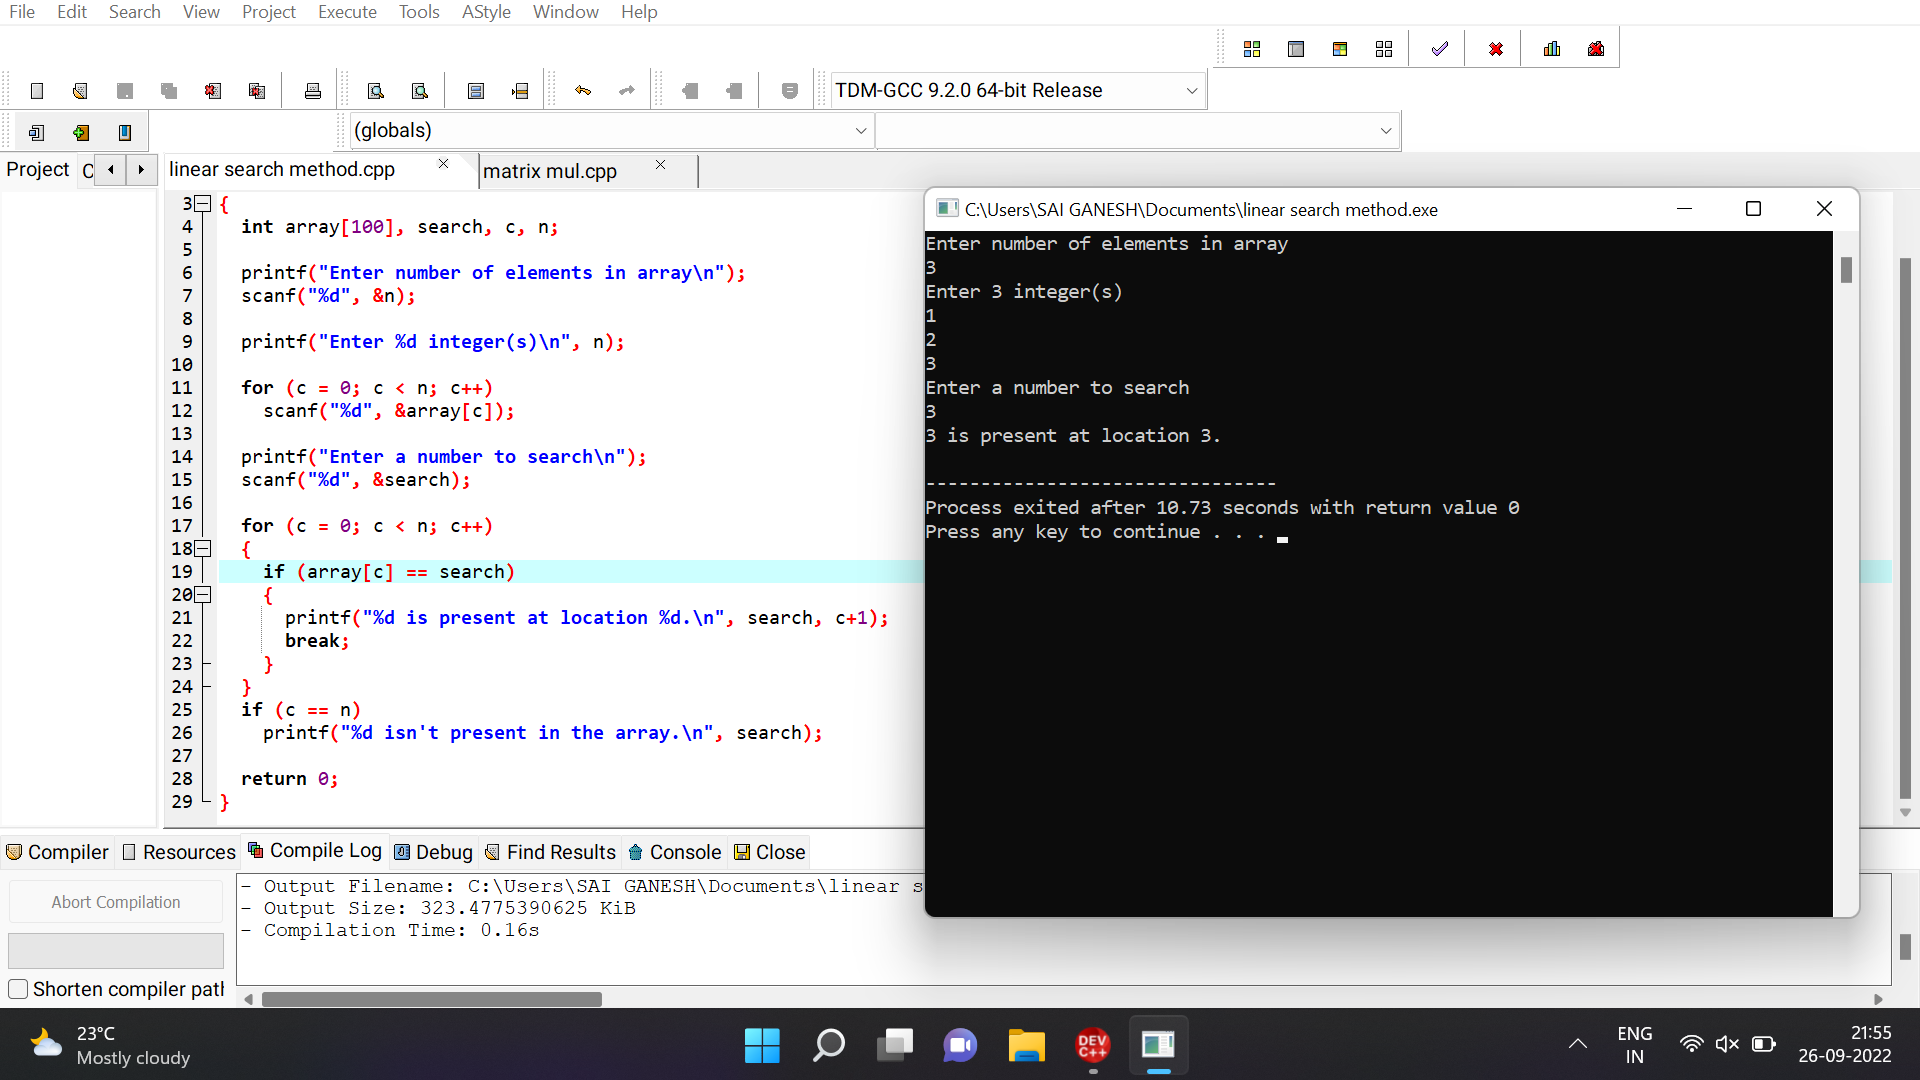 File Edit Search View Project Execute Tools AStyle Window Help
TDM-GCC 9.2.0 64-bit Release
(globals)
Project C
linear search method.cpp
matrix mul.cpp
3 {
4 int array[100], search, c, n;
5
6 printf("Enter number of elements in array\n");
7 scanf("%d", &n);
8
9 printf("Enter %d integer(s)\n", n);
10
11 for (c = 0; c < n; c++)
12 scanf("%d", &array[c]);
13
14 printf("Enter a number to search\n");
15 scanf("%d", &search);
16
17 for (c = 0; c < n; c++)
18 {
19 if (array[c] == search)
20 {
21 printf("%d is present at location %d.\n", search, c+1);
22 break;
23 }
24 }
25 if (c == n)
26 printf("%d isn't present in the array.\n", search);
27
28 return 0;
29 }
C:\Users\SAI GANESH\Documents\linear search method.exe
Enter number of elements in array
3
Enter 3 integer(s)
1
2
3
Enter a number to search
3
3 is present at location 3.
--------------------------------
Process exited after 10.73 seconds with return value 0
Press any key to continue . . .
Compiler Resources Compile Log Debug Find Results Console Close
Abort Compilation
Shorten compiler path
- Output Filename: C:\Users\SAI GANESH\Documents\linear s
- Output Size: 323.4775390625 KiB
- Compilation Time: 0.16s
23°C
Mostly cloudy
DEV
C++
ENG
IN
21:55
26-09-2022